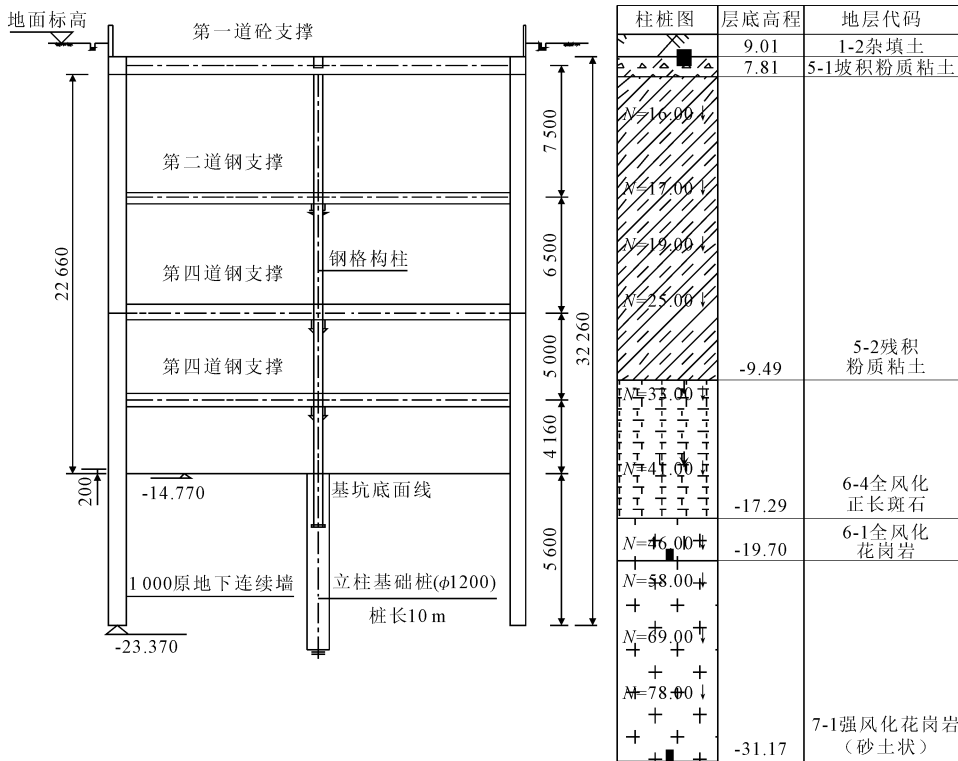 地面标高
第一道砼支撑
第二道钢支撑
第四道钢支撑
第四道钢支撑
钢格构柱
22 660
200
-14.770
基坑底面线
1 000原地下连续墙
立柱基础桩(ϕ1200)
桩长10 m
-23.370
7 500
6 500
5 000
4 160
5 600
32 260
柱桩图 层底高程 地层代码
9.01 1-2杂填土
7.81 5-1坡积粉质粘土
N=16.00
N=17.00
N=19.00
N=25.00
-9.49 5-2残积
粉质粘土
N=33.00
N=41.00
-17.29 6-4全风化
正长斑石
N=46.00
-19.70 6-1全风化
花岗岩
N=58.00
N=69.00
N=78.00
-31.17 7-1强风化花岗岩
（砂土状）